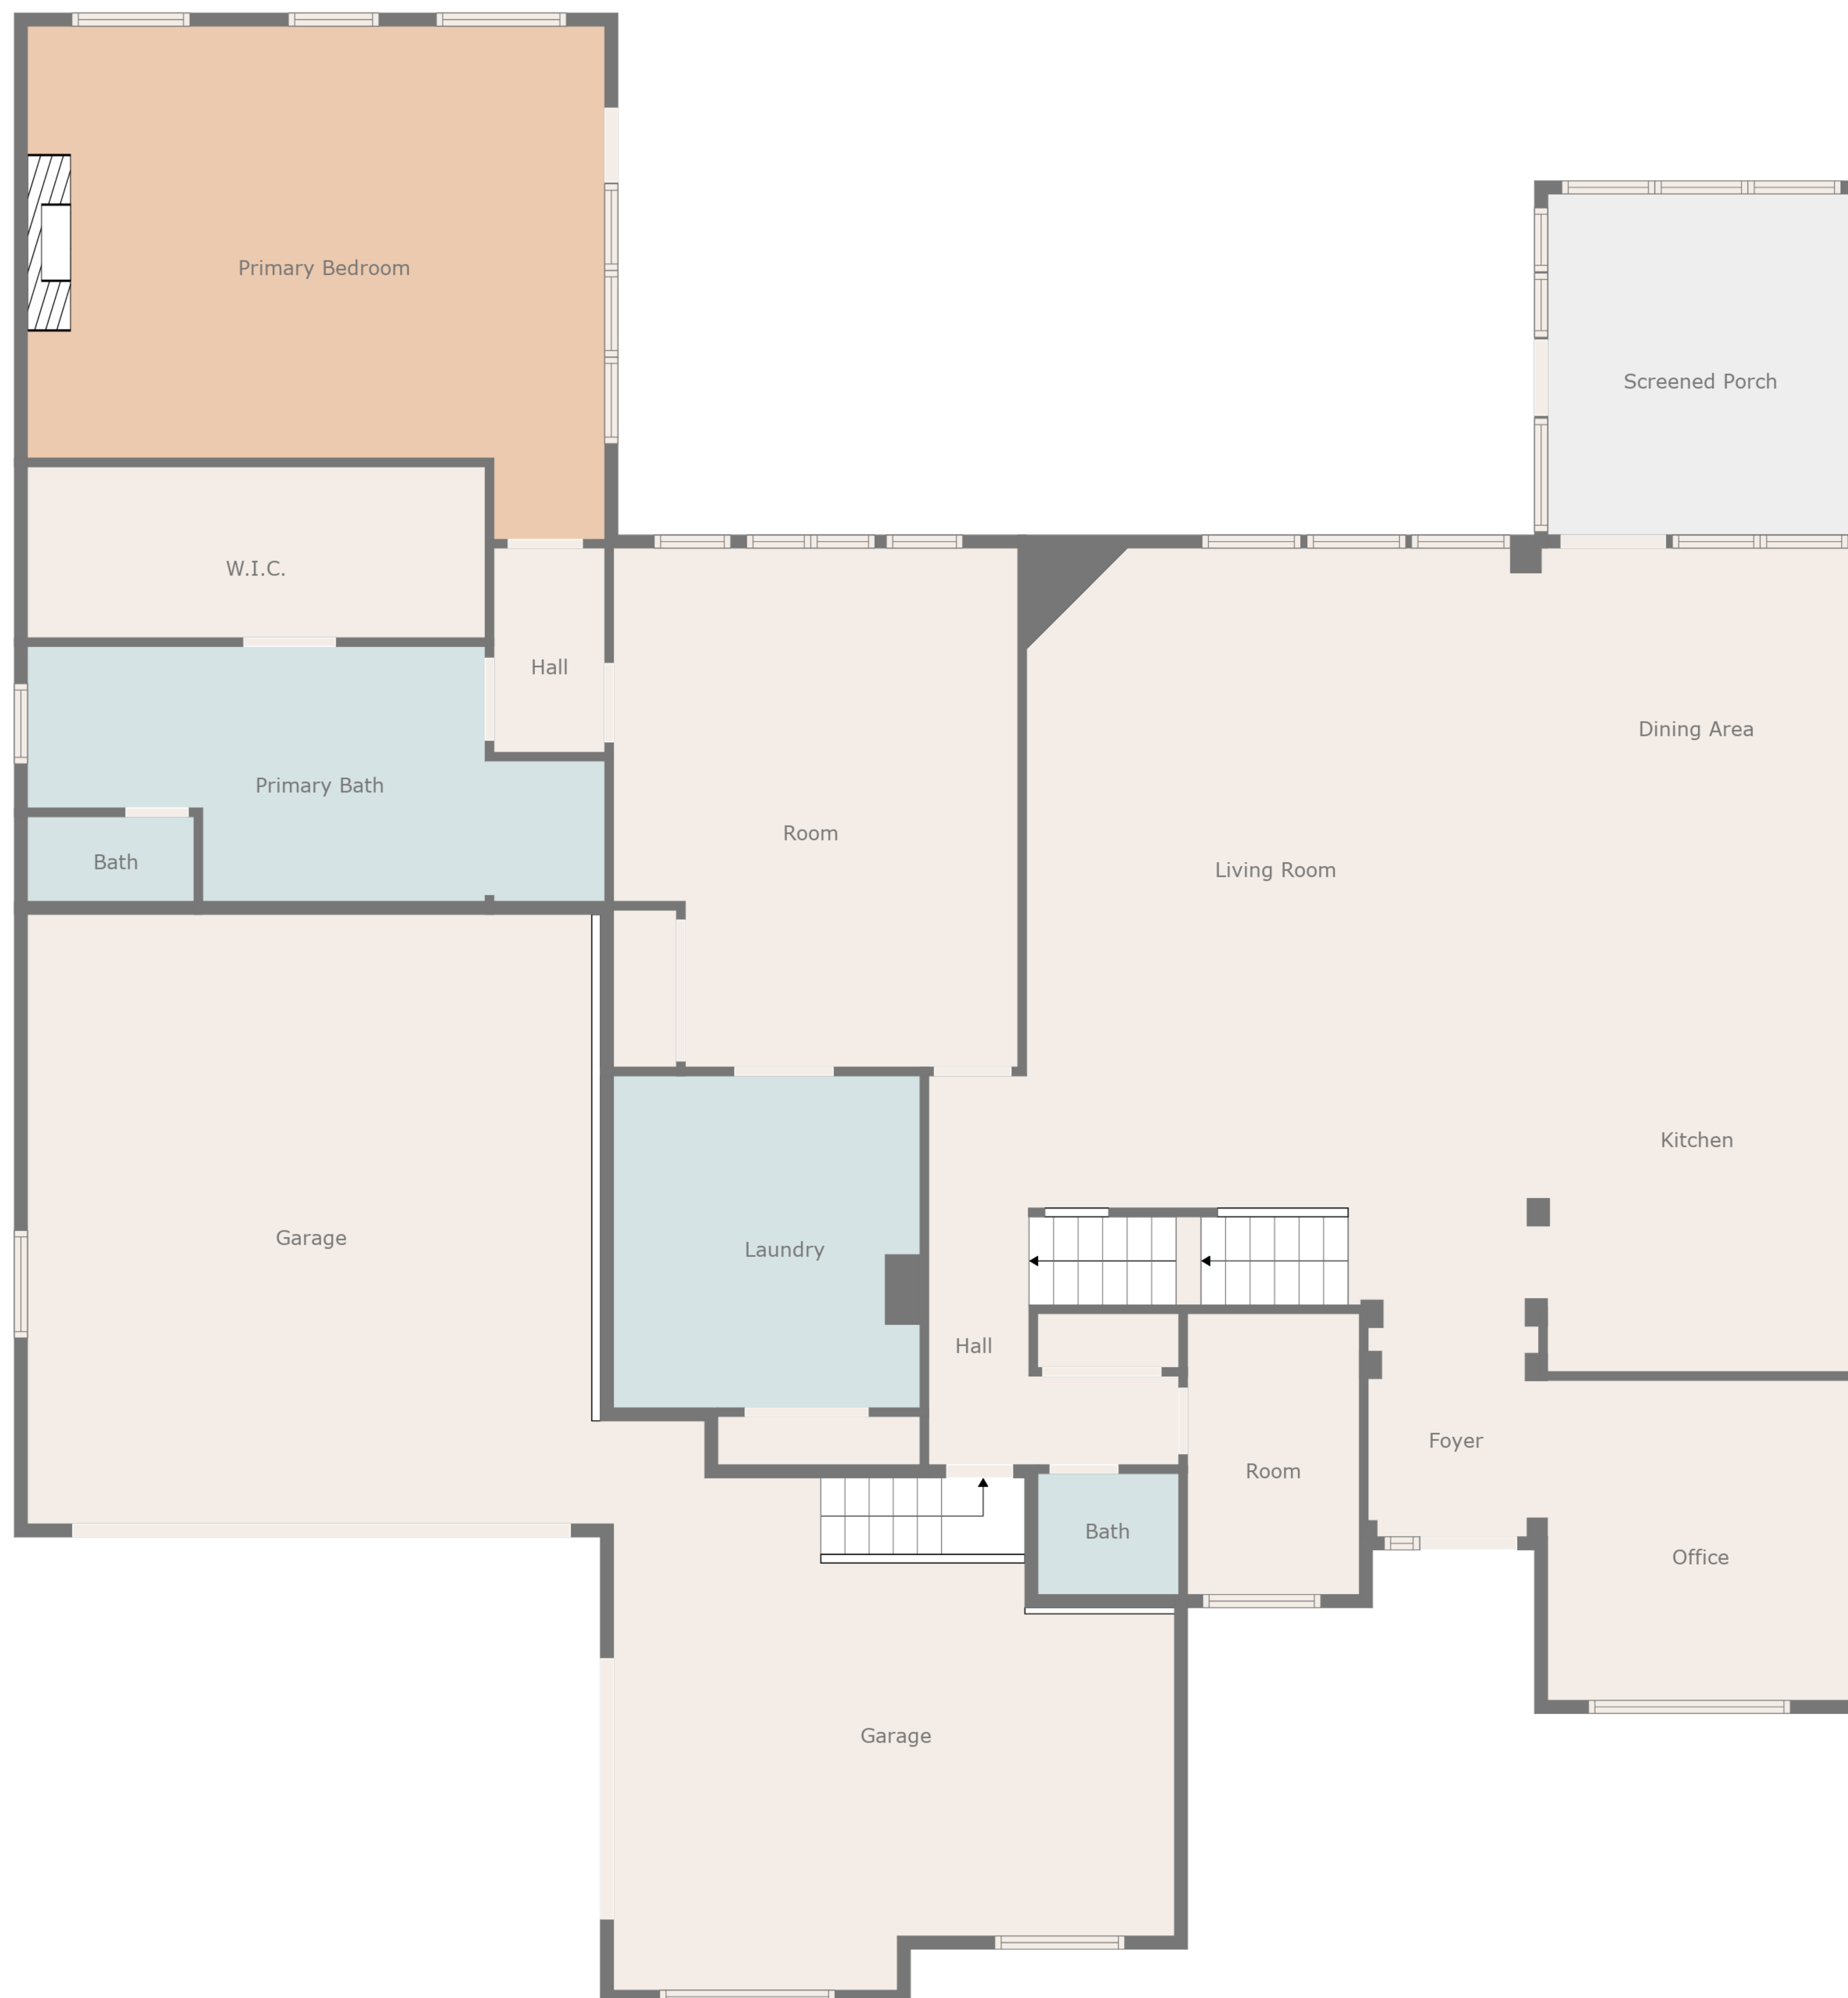 Primary Bedroom
Screened Porch
W.I.C.
Hall
Dining Area
Primary Bath
Room
Bath
Living Room
Kitchen
Garage
Laundry
Hall
Foyer
Room
Bath
Office
Garage